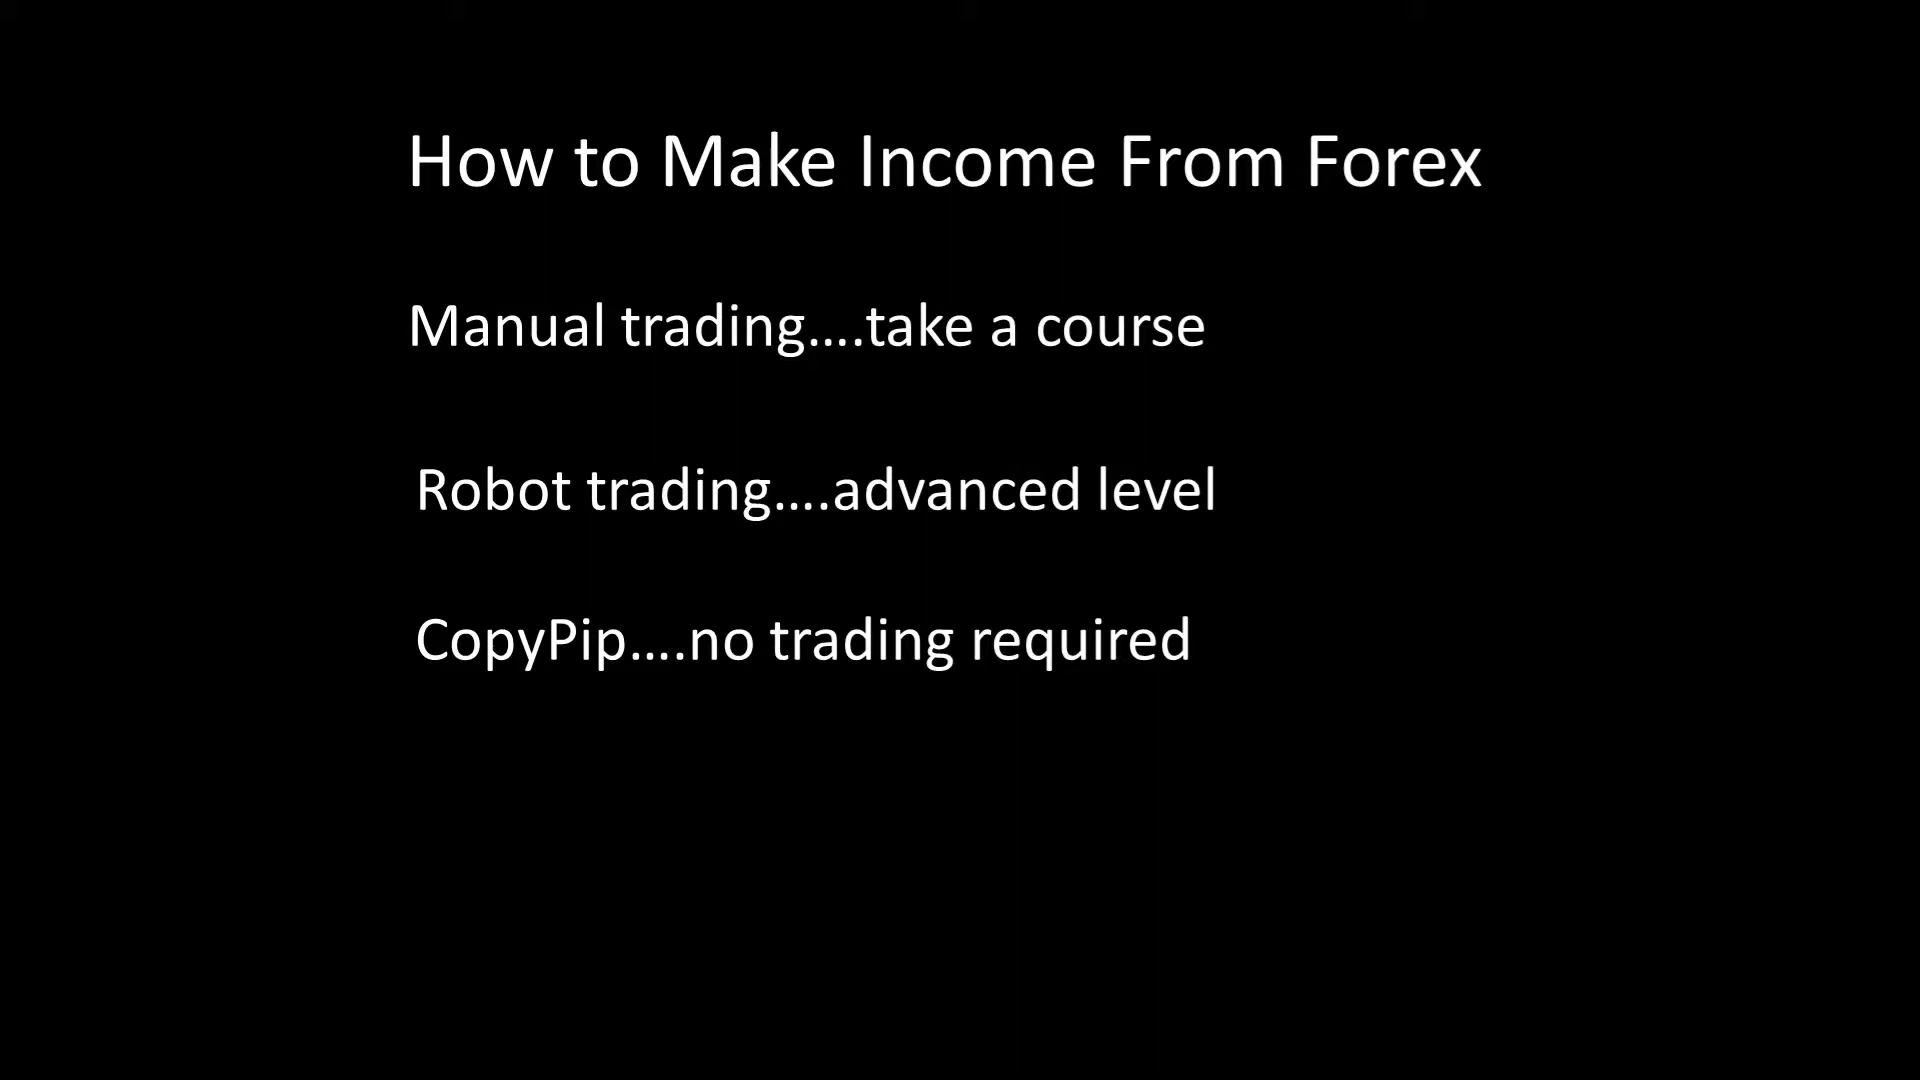 How to Make Income From Forex
Manual trading....take a course
Robot trading....advanced level
CopyPip....no trading required